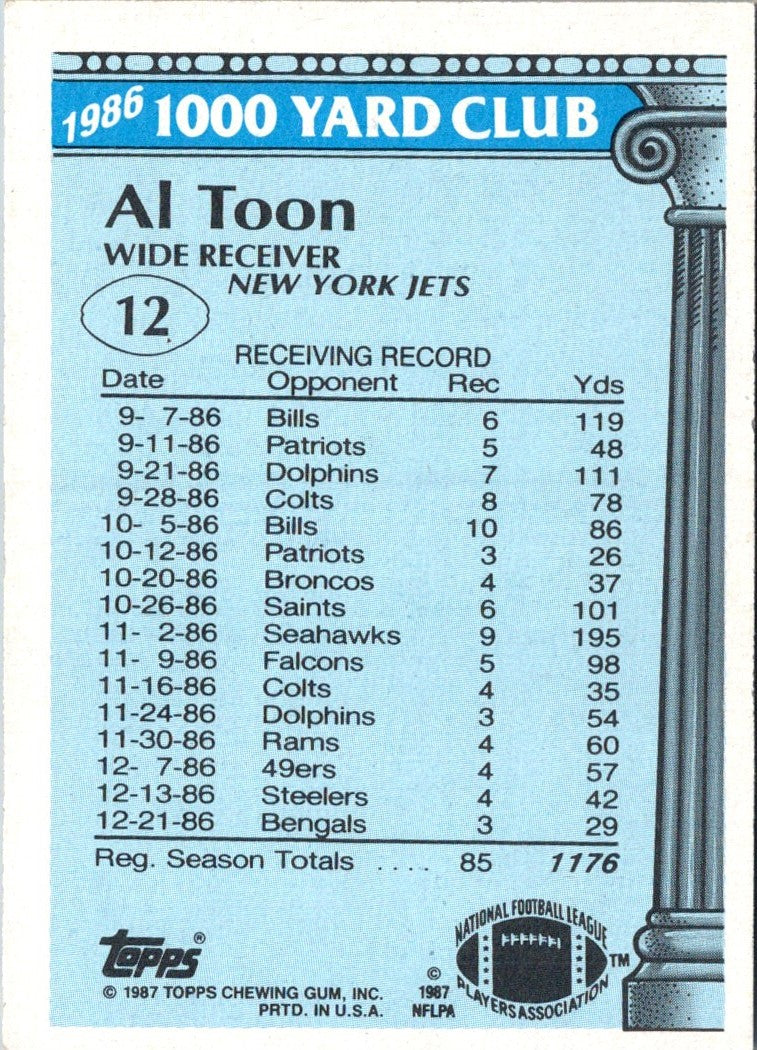 1986 1000 YARD CLUB
Al Toon
WIDE RECEIVER
NEW YORK JETS
12
RECEIVING RECORD
Date Opponent Rec Yds
9- 7-86 Bills 6 119
9-11-86 Patriots 5 48
9-21-86 Dolphins 7 111
9-28-86 Colts 8 78
10- 5-86 Bills 10 86
10-12-86 Patriots 3 26
10-20-86 Broncos 4 37
10-26-86 Saints 6 101
11- 2-86 Seahawks 9 195
11- 9-86 Falcons 5 98
11-16-86 Colts 4 35
11-24-86 Dolphins 3 54
11-30-86 Rams 4 60
12- 7-86 49ers 4 57
12-13-86 Steelers 4 42
12-21-86 Bengals 3 29
Reg. Season Totals .... 85 1176
topps®
© 1987 TOPPS CHEWING GUM, INC.
PRTD. IN U.S.A.
©
1987
NFLPA
NATIONAL FOOTBALL LEAGUE
PLAYERS ASSOCIATION
TM